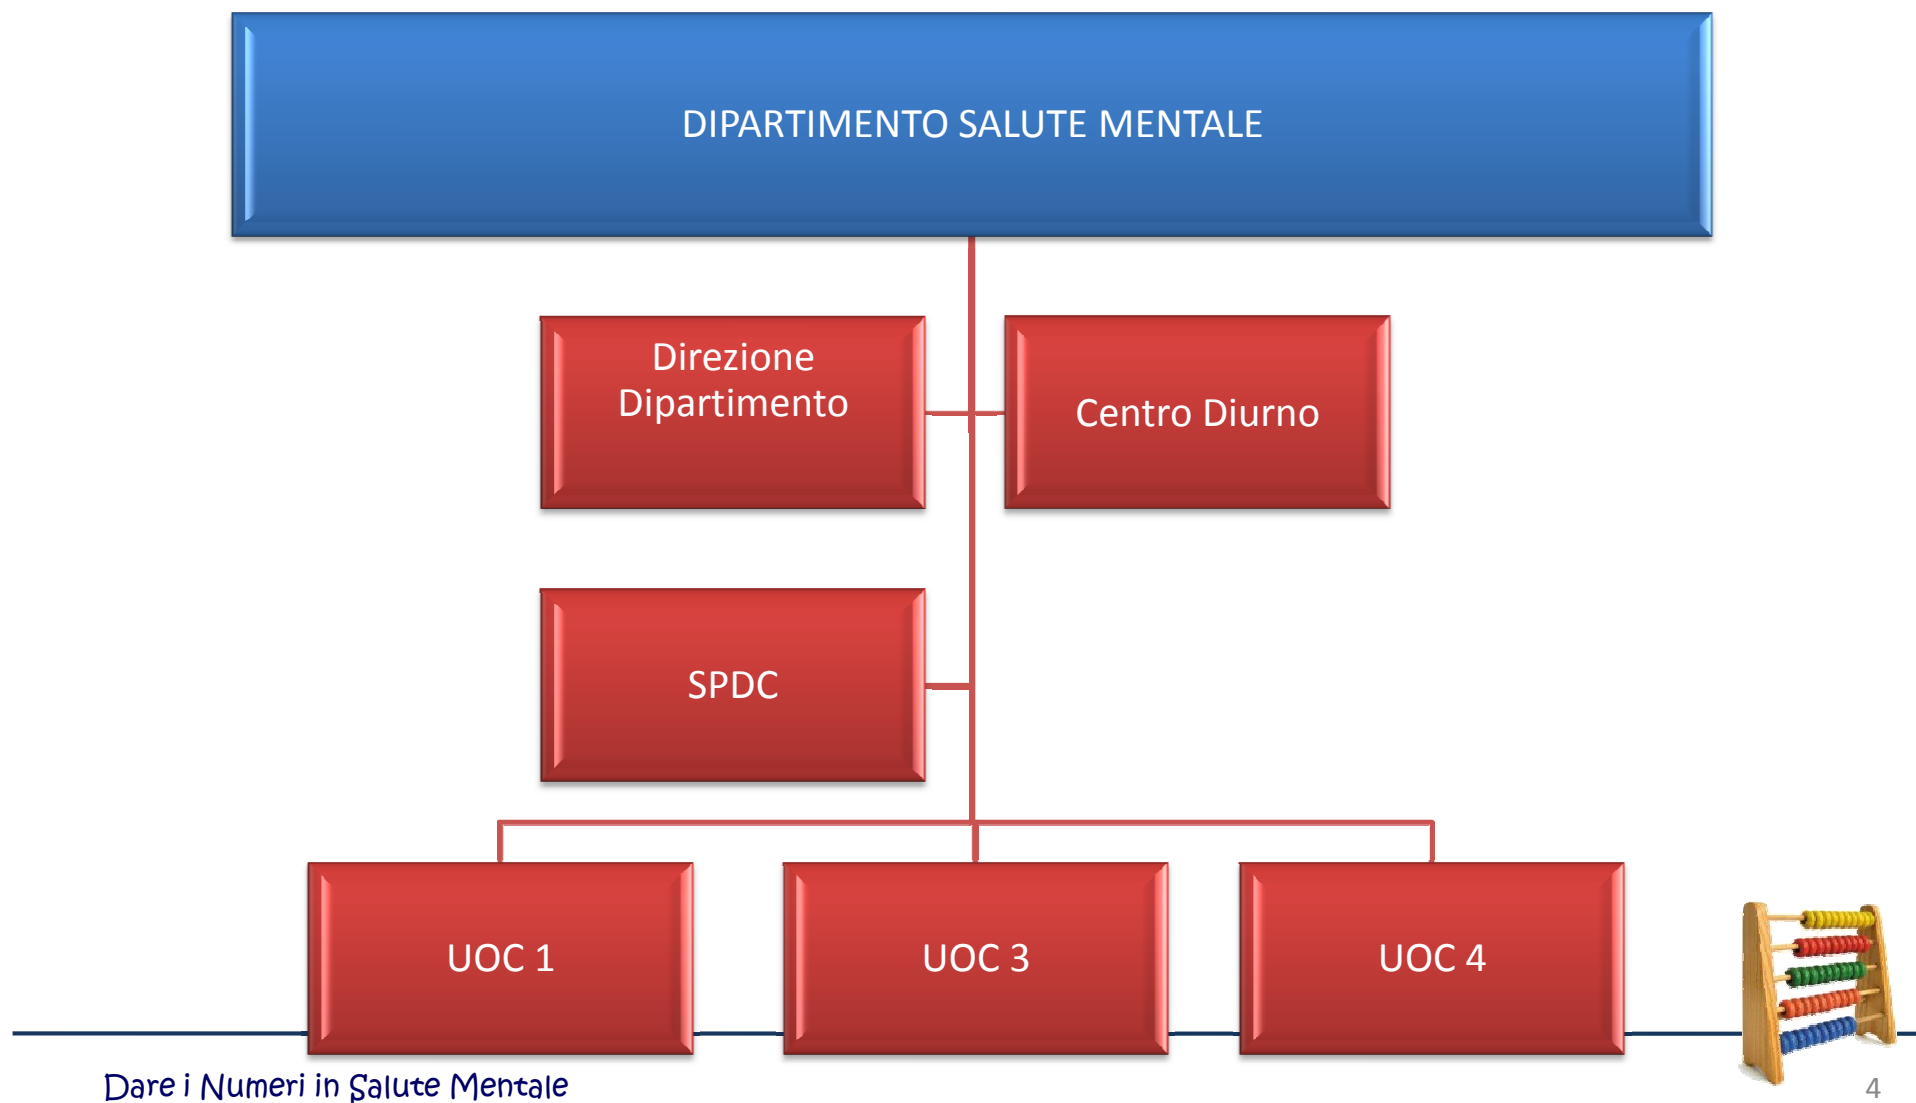 DIPARTIMENTO SALUTE MENTALE
Direzione
Dipartimento
Centro Diurno
SPDC
UOC 1
UOC 3
UOC 4
Dare i Numeri in Salute Mentale
4